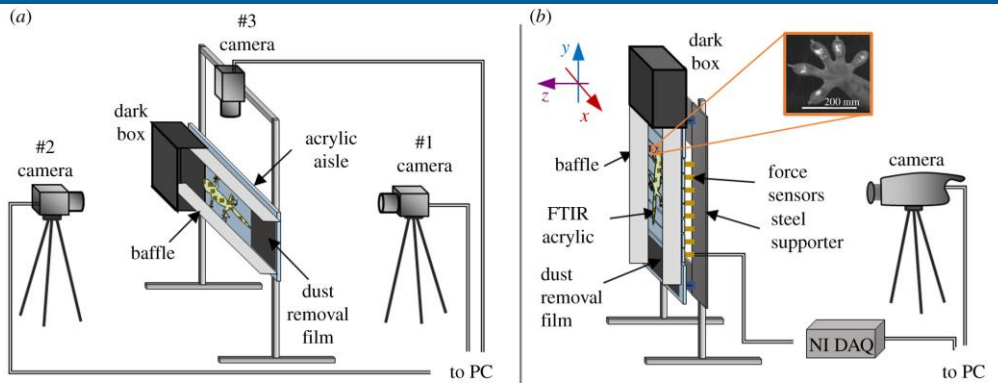 (a)
#3
camera
dark
box
#2
camera
acrylic
aisle
#1
camera
baffle
dust
removal
film
to PC
(b)
y
z
x
dark
box
200 mm
baffle
camera
force
sensors
steel
supporter
FTIR
acrylic
dust
removal
film
NI DAQ
to PC